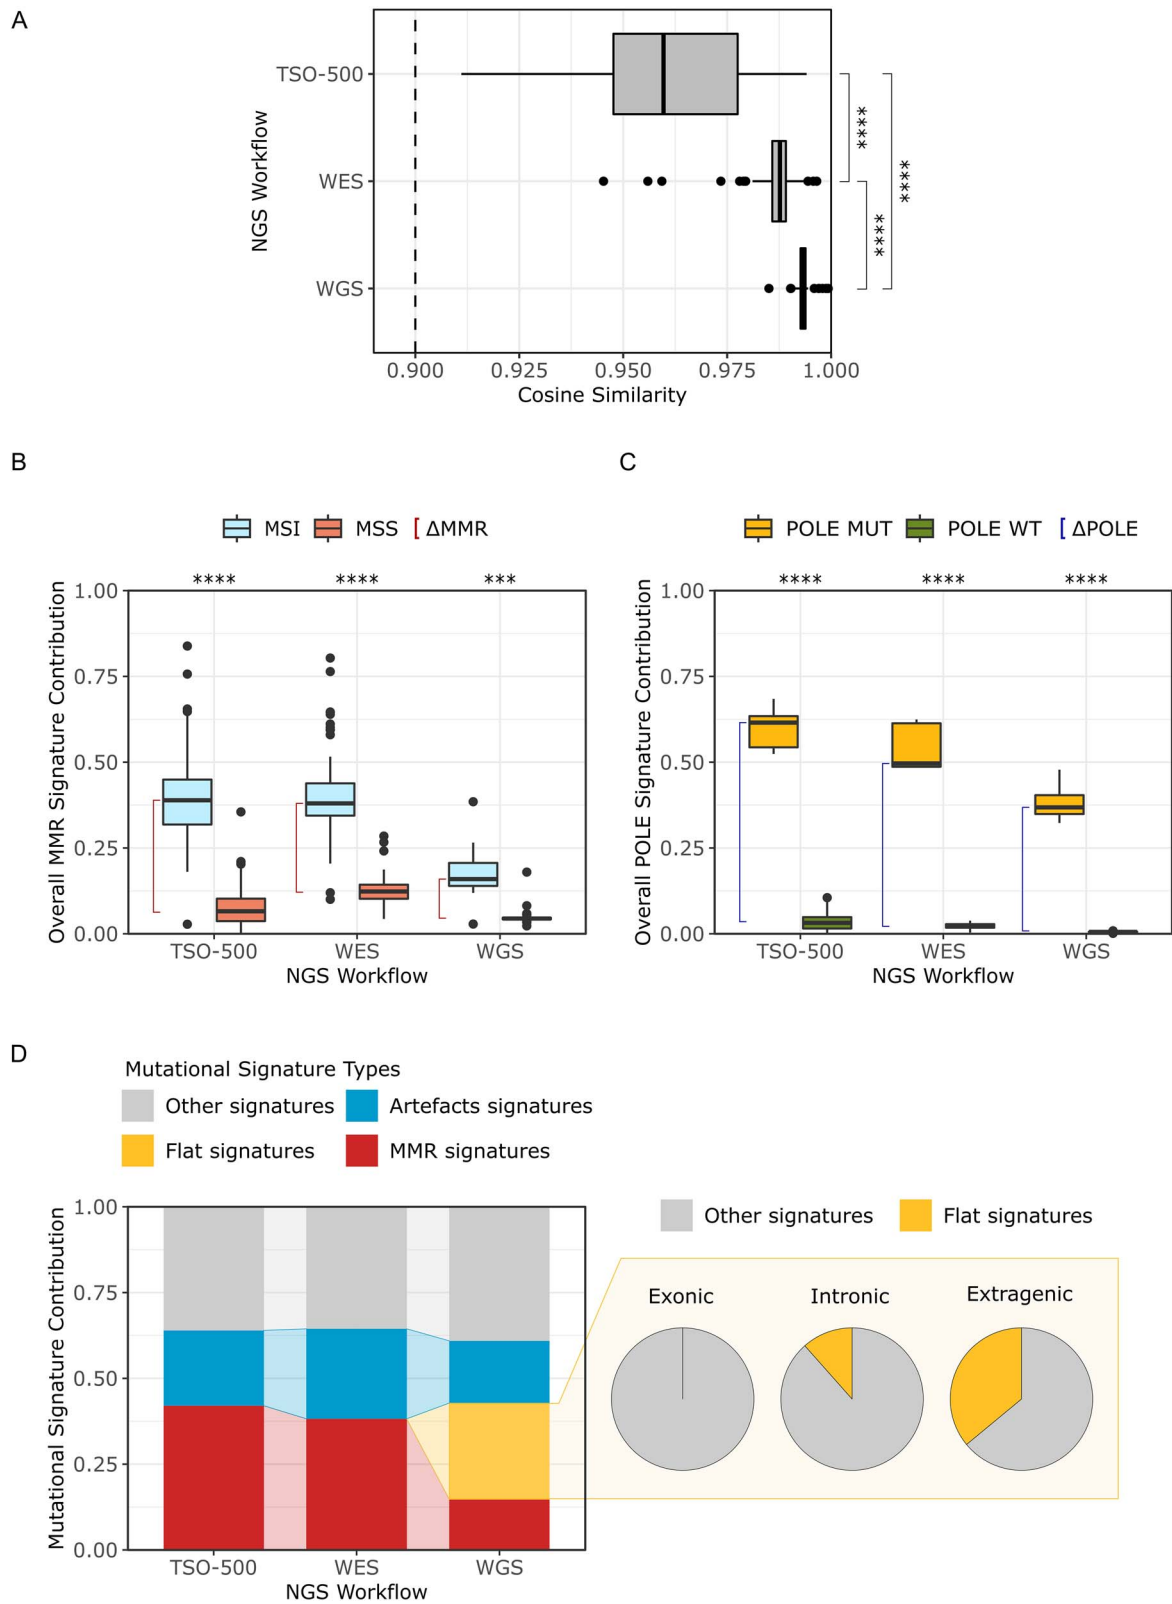 A
NGS Workflow
TSO-500
WES
WGS
****
****
****
0.900 0.925 0.950 0.975 1.000
Cosine Similarity
B
MSI MSS ΔMMR
**** **** ***
Overall MMR Signature Contribution
1.00
0.75
0.50
0.25
0.00
TSO-500 WES WGS
NGS Workflow
C
POLE MUT POLE WT ΔPOLE
**** **** ****
Overall POLE Signature Contribution
1.00
0.75
0.50
0.25
0.00
TSO-500 WES WGS
NGS Workflow
D
Mutational Signature Types
Other signatures Artefacts signatures
Flat signatures MMR signatures
Mutational Signature Contribution
1.00
0.75
0.50
0.25
0.00
TSO-500 WES WGS
NGS Workflow
Other signatures Flat signatures
Exonic Intronic Extragenic